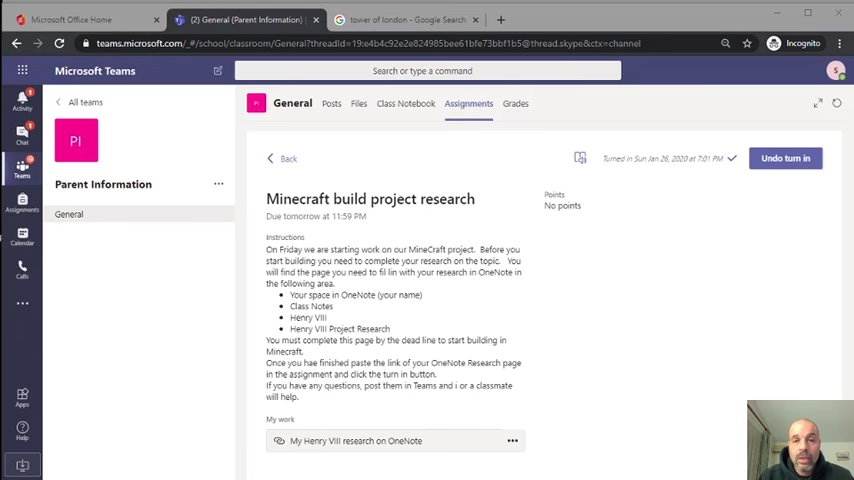 Microsoft Office Home
(2) General (Parent Information)
tower of london - Google Search
teams.microsoft.com/_#/school/classroom/General?threadId=19:e4b4c92e2e824985bee61bfe73bbf1b5@thread.skype&ctx=channel
Incognito
Microsoft Teams
Search or type a command
S
Activity
Chat
Teams
Assignments
Calendar
Calls
Apps
Help
All teams
PI
Parent Information
General
PI
General
Posts
Files
Class Notebook
Assignments
Grades
Back
Turned in Sun Jan 26, 2020 at 7:01 PM
Undo turn in
Minecraft build project research
Due tomorrow at 11:59 PM
Points
No points
Instructions
On Friday we are starting work on our MineCraft project. Before you
start building you need to complete your research on the topic. You
will find the page you need to fil lin with your research in OneNote in
the following area.
Your space in OneNote (your name)
Class Notes
Henry VIII
Henry VIII Project Research
You must complete this page by the dead line to start building in
Minecraft.
Once you hae finished paste the link of your OneNote Research page
in the assignment and click the turn in button.
If you have any questions, post them in Teams and i or a classmate
will help.
My work
My Henry VIII research on OneNote